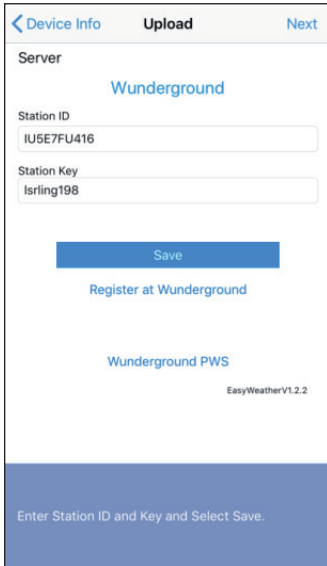 Device Info Upload Next
Server
Wunderground
Station ID
IU5E7FU416
Station Key
lsrling198
Save
Register at Wunderground
Wunderground PWS
EasyWeatherV1.2.2
Enter Station ID and Key and Select Save.